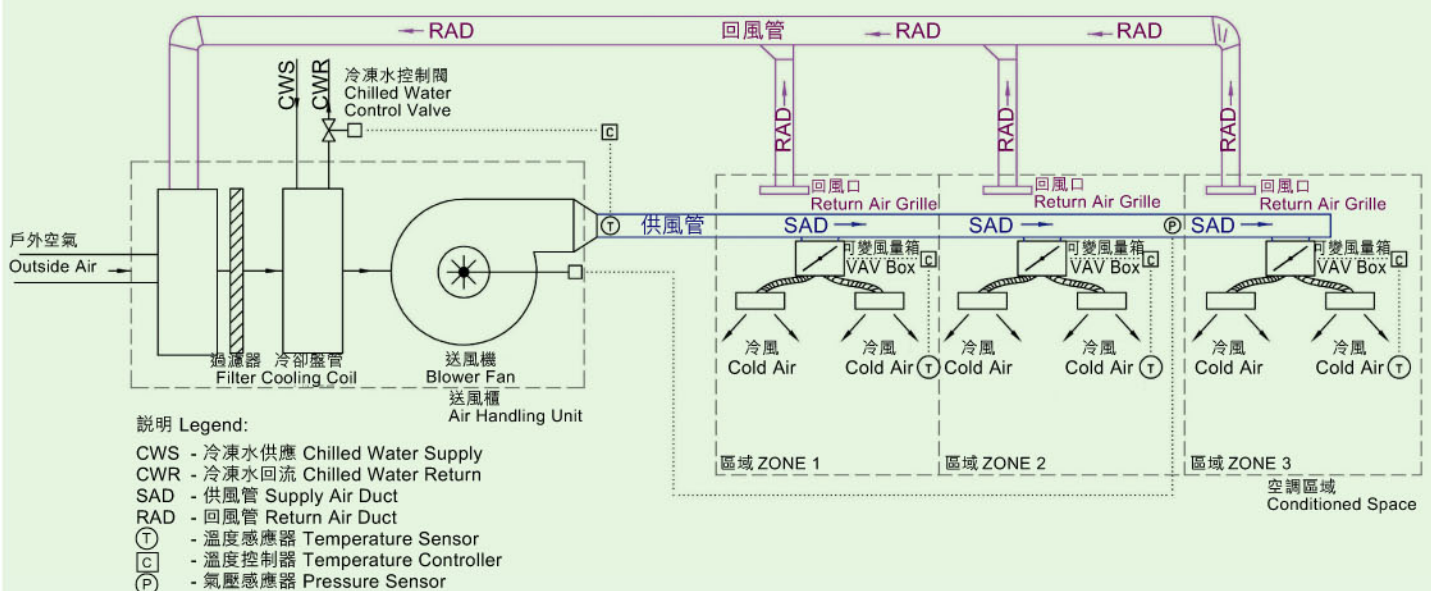 RAD
回風管
RAD
RAD
CWS
CWR
冷凍水控制閥
Chilled Water
Control Valve
C
RAD
RAD
RAD
回風口
Return Air Grille
回風口
Return Air Grille
回風口
Return Air Grille
T
供風管
SAD
SAD
P
SAD
戶外空氣
Outside Air
可變風量箱
VAV Box
C
可變風量箱
VAV Box
C
可變風量箱
VAV Box
C
過濾器
Filter
冷卻盤管
Cooling Coil
送風機
Blower Fan
送風櫃
Air Handling Unit
冷風
Cold Air
冷風
Cold Air
T
冷風
Cold Air
冷風
Cold Air
T
冷風
Cold Air
冷風
Cold Air
T
區域 ZONE 1
區域 ZONE 2
區域 ZONE 3
空調區域
Conditioned Space
説明 Legend:
CWS - 冷凍水供應 Chilled Water Supply
CWR - 冷凍水回流 Chilled Water Return
SAD - 供風管 Supply Air Duct
RAD - 回風管 Return Air Duct
T - 溫度感應器 Temperature Sensor
C - 溫度控制器 Temperature Controller
P - 氣壓感應器 Pressure Sensor